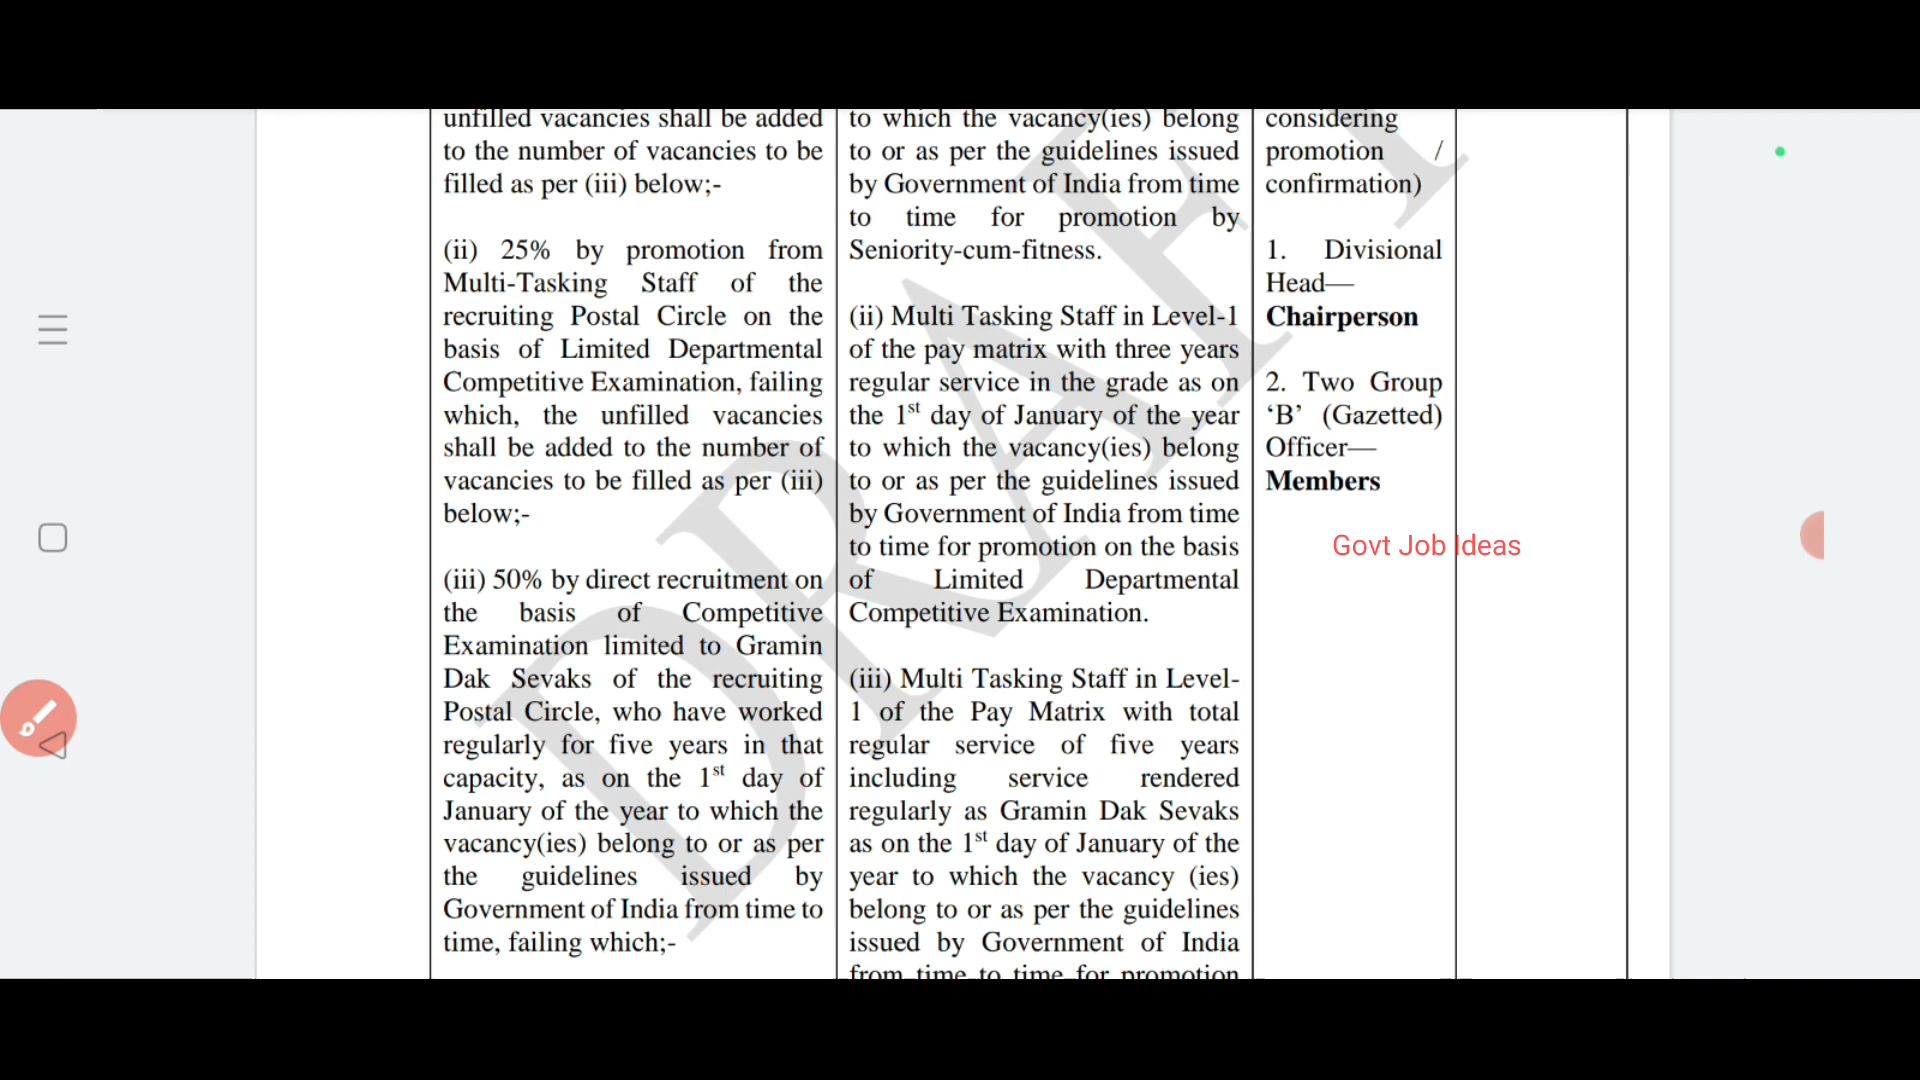 unfilled vacancies shall be added
to the number of vacancies to be
filled as per (iii) below;-
(ii) 25% by promotion from
Multi-Tasking Staff of the
recruiting Postal Circle on the
basis of Limited Departmental
Competitive Examination, failing
which, the unfilled vacancies
shall be added to the number of
vacancies to be filled as per (iii)
below;-
(iii) 50% by direct recruitment on
the basis of Competitive
Examination limited to Gramin
Dak Sevaks of the recruiting
Postal Circle, who have worked
regularly for five years in that
capacity, as on the 1st day of
January of the year to which the
vacancy(ies) belong to or as per
the guidelines issued by
Government of India from time to
time, failing which;-
to which the vacancy(ies) belong
to or as per the guidelines issued
by Government of India from time
to time for promotion by
Seniority-cum-fitness.
(ii) Multi Tasking Staff in Level-1
of the pay matrix with three years
regular service in the grade as on
the 1st day of January of the year
to which the vacancy(ies) belong
to or as per the guidelines issued
by Government of India from time
to time for promotion on the basis
of Limited Departmental
Competitive Examination.
(iii) Multi Tasking Staff in Level-
1 of the Pay Matrix with total
regular service of five years
including service rendered
regularly as Gramin Dak Sevaks
as on the 1st day of January of the
year to which the vacancy (ies)
belong to or as per the guidelines
issued by Government of India
from time to time for promotion
considering
promotion /
confirmation)
1. Divisional
Head—
Chairperson
2. Two Group
‘B’ (Gazetted)
Officer—
Members
Govt Job Ideas
DRAFT